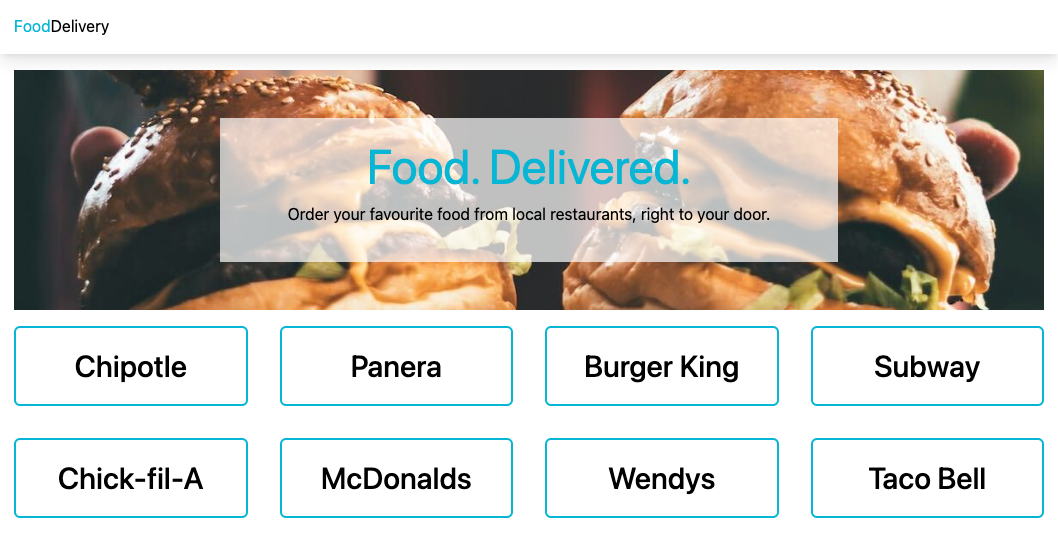 FoodDelivery
Food. Delivered.
Order your favourite food from local restaurants, right to your door.
Chipotle
Panera
Burger King
Subway
Chick-fil-A
McDonalds
Wendys
Taco Bell